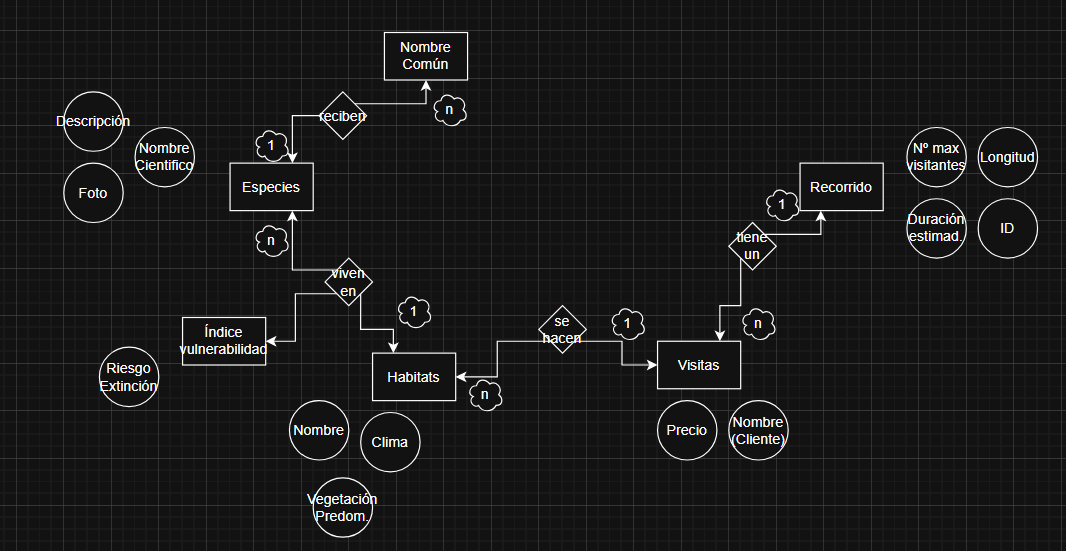 Nombre
Común
n
reciben
1
Descripción
Nombre
Cientifico
Foto
Especies
n
viven
en
1
Índice
vulnerabilidad
Riesgo
Extinción
Habitats
n
Nombre
Clima
Vegetación
Predom.
se
hacen
1
Visitas
Precio
Nombre
(Cliente)
n
tiene
un
1
Recorrido
Nº max
visitantes
Longitud
Duración
estimad.
ID